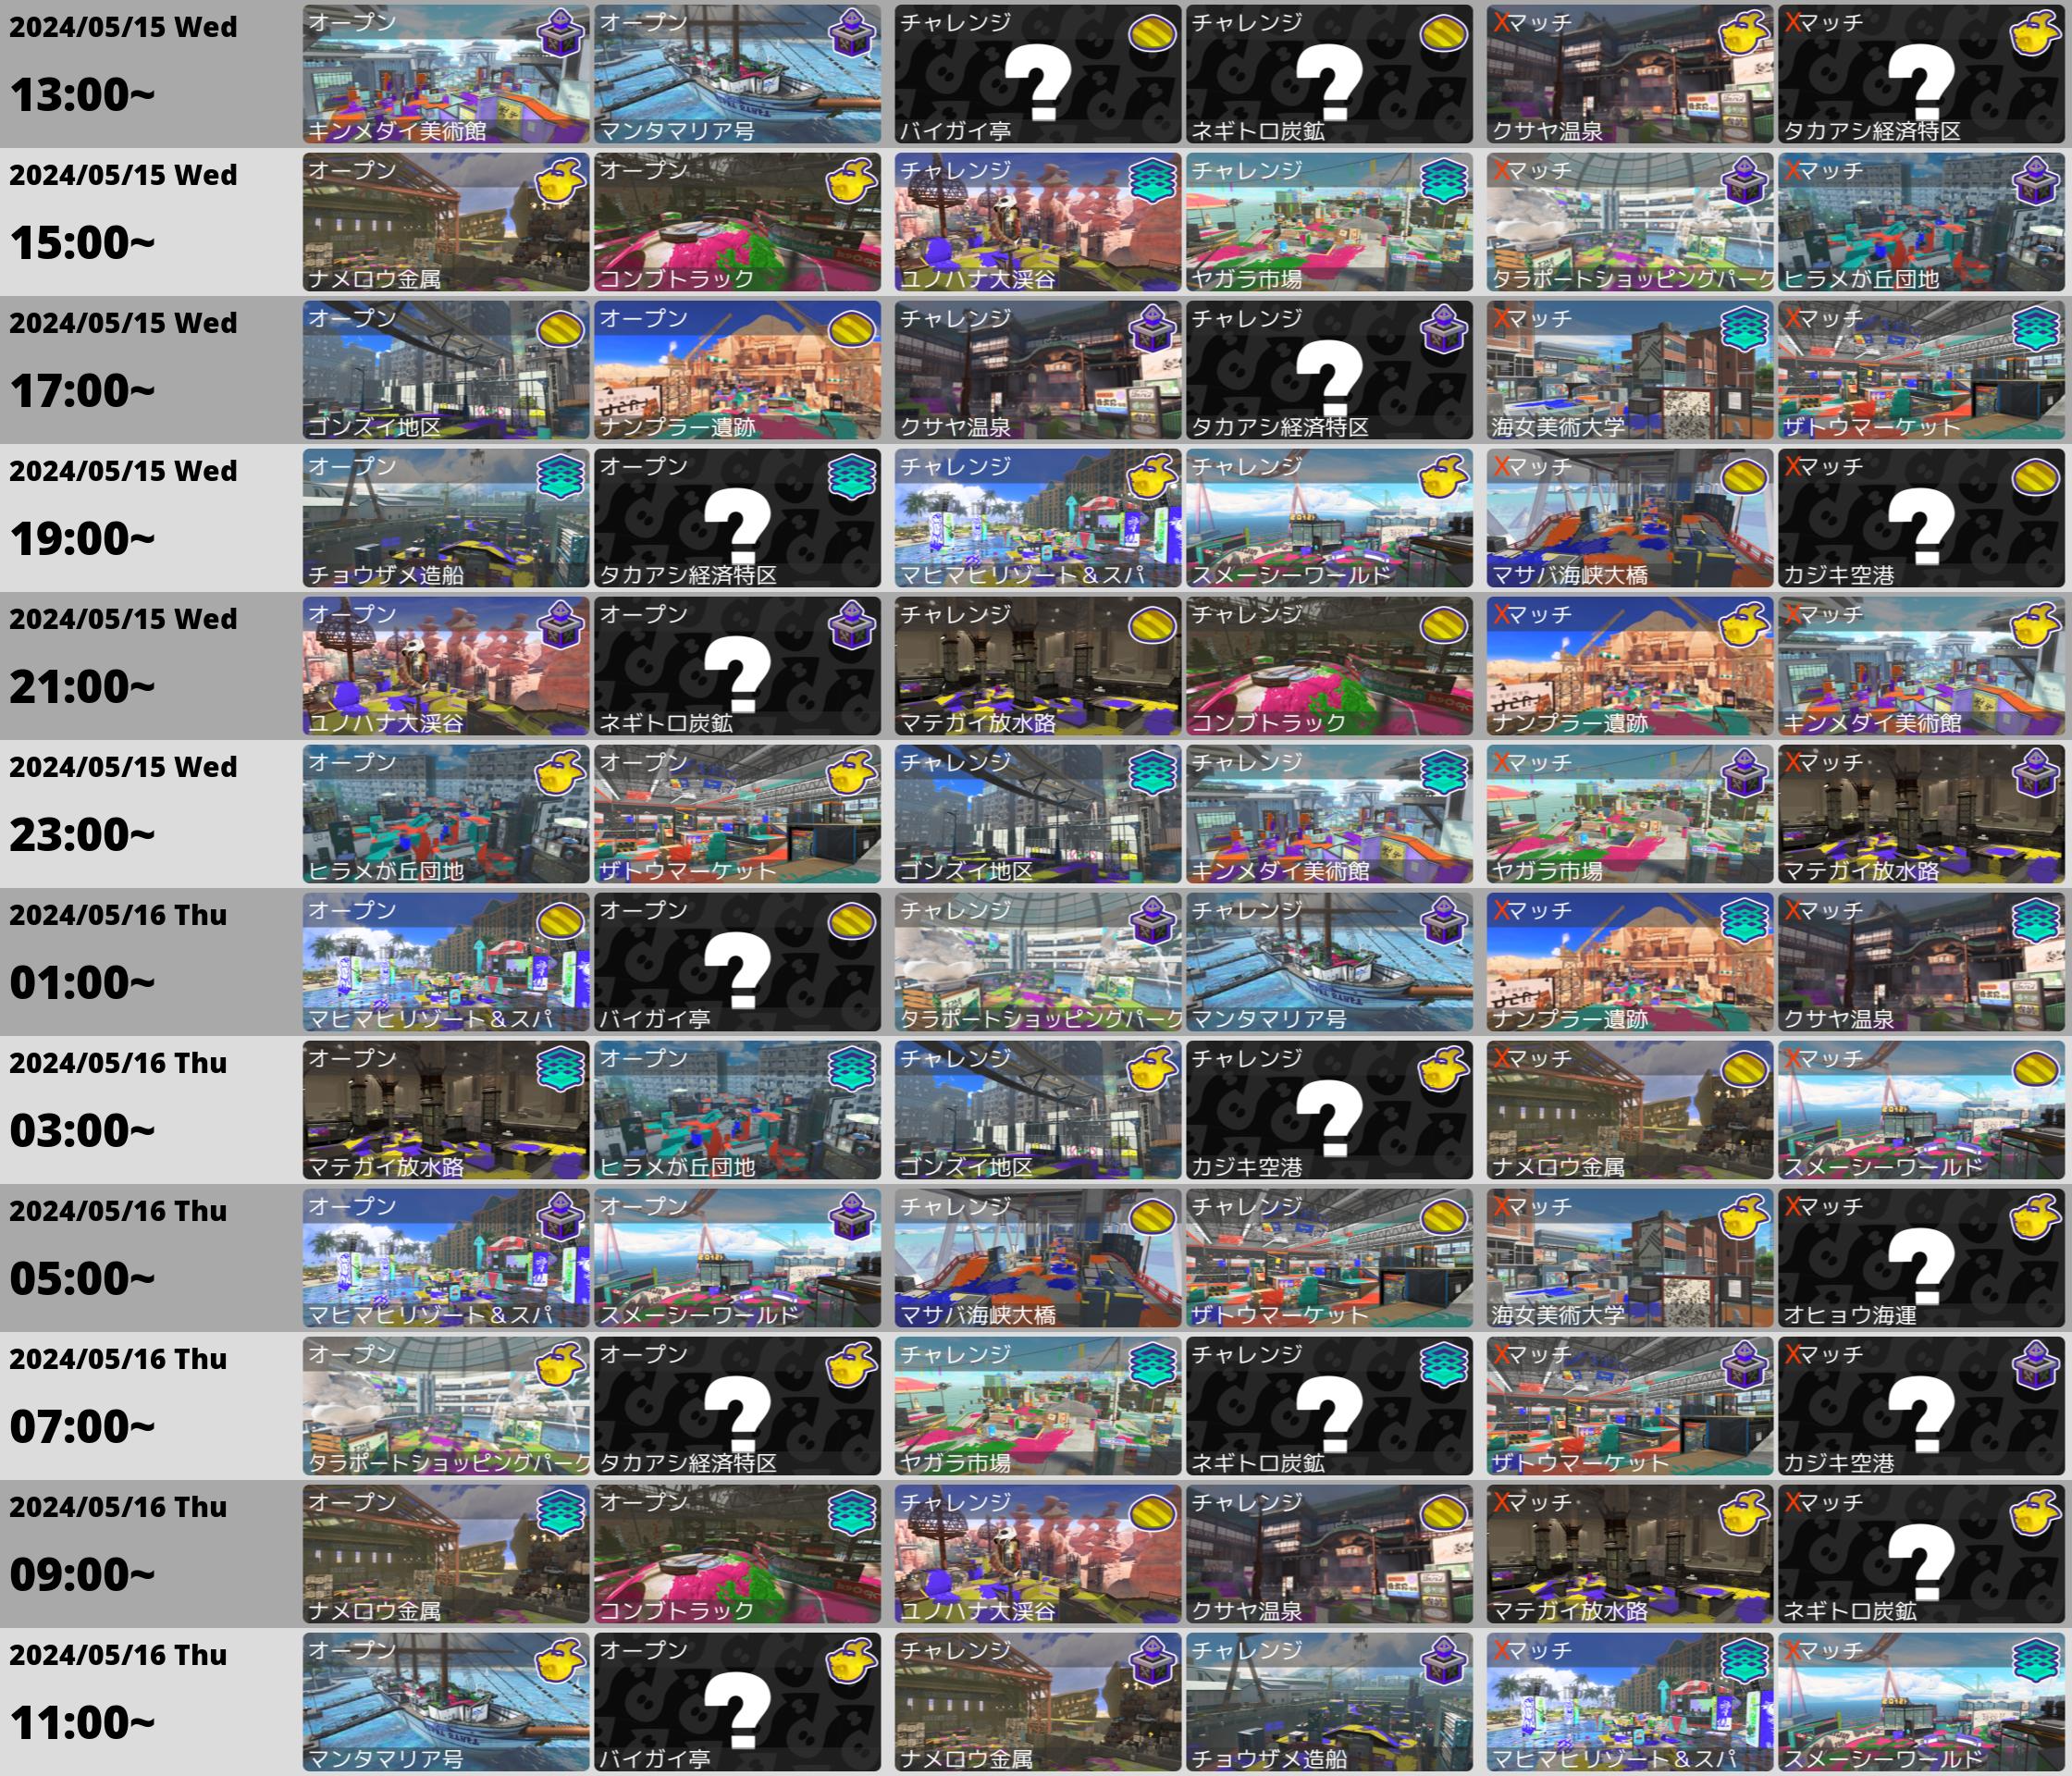 2024/05/15 Wed
13:00~
オープン
キンメダイ美術館
オープン
マンタマリア号
チャレンジ
バイガイ亭
チャレンジ
ネギトロ炭鉱
Xマッチ
クサヤ温泉
Xマッチ
タカアシ経済特区
2024/05/15 Wed
15:00~
オープン
ナメロウ金属
オープン
コンブトラック
チャレンジ
ユノハナ大渓谷
チャレンジ
ヤガラ市場
Xマッチ
タラポートショッピングパーク
Xマッチ
ヒラメが丘団地
2024/05/15 Wed
17:00~
オープン
ゴンズイ地区
オープン
ナンプラー遺跡
チャレンジ
クサヤ温泉
チャレンジ
タカアシ経済特区
Xマッチ
海女美術大学
Xマッチ
ザトウマーケット
2024/05/15 Wed
19:00~
オープン
チョウザメ造船
オープン
タカアシ経済特区
チャレンジ
マヒマヒリゾート&スパ
チャレンジ
スメーシーワールド
Xマッチ
マサバ海峡大橋
Xマッチ
カジキ空港
2024/05/15 Wed
21:00~
オープン
ユノハナ大渓谷
オープン
ネギトロ炭鉱
チャレンジ
マテガイ放水路
チャレンジ
コンブトラック
Xマッチ
ナンプラー遺跡
Xマッチ
キンメダイ美術館
2024/05/15 Wed
23:00~
オープン
ヒラメが丘団地
オープン
ザトウマーケット
チャレンジ
ゴンズイ地区
チャレンジ
キンメダイ美術館
Xマッチ
ヤガラ市場
Xマッチ
マテガイ放水路
2024/05/16 Thu
01:00~
オープン
マヒマヒリゾート&スパ
オープン
バイガイ亭
チャレンジ
タラポートショッピングパーク
チャレンジ
マンタマリア号
Xマッチ
ナンプラー遺跡
Xマッチ
クサヤ温泉
2024/05/16 Thu
03:00~
オープン
マテガイ放水路
オープン
ヒラメが丘団地
チャレンジ
ゴンズイ地区
チャレンジ
カジキ空港
Xマッチ
ナメロウ金属
Xマッチ
スメーシーワールド
2024/05/16 Thu
05:00~
オープン
マヒマヒリゾート&スパ
オープン
スメーシーワールド
チャレンジ
マサバ海峡大橋
チャレンジ
ザトウマーケット
Xマッチ
海女美術大学
Xマッチ
オヒョウ海運
2024/05/16 Thu
07:00~
オープン
タラポートショッピングパーク
オープン
タカアシ経済特区
チャレンジ
ヤガラ市場
チャレンジ
ネギトロ炭鉱
Xマッチ
ザトウマーケット
Xマッチ
カジキ空港
2024/05/16 Thu
09:00~
オープン
ナメロウ金属
オープン
コンブトラック
チャレンジ
ユノハナ大渓谷
チャレンジ
クサヤ温泉
Xマッチ
マテガイ放水路
Xマッチ
ネギトロ炭鉱
2024/05/16 Thu
11:00~
オープン
マンタマリア号
オープン
バイガイ亭
チャレンジ
ナメロウ金属
チャレンジ
チョウザメ造船
Xマッチ
マヒマヒリゾート&スパ
Xマッチ
スメーシーワールド